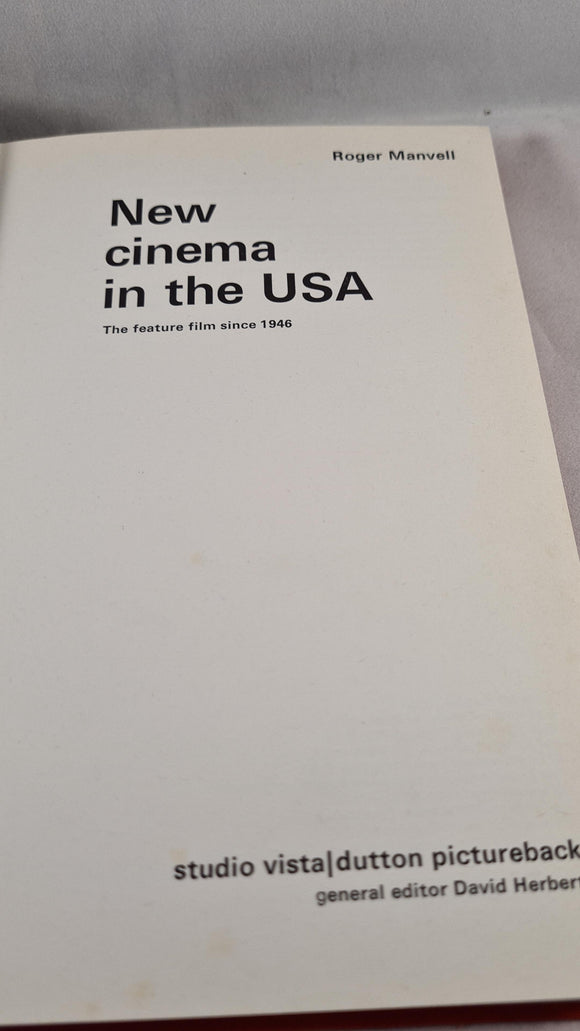 Roger Manvell
New
cinema
in the USA
The feature film since 1946
studio vista|dutton pictureback
general editor David Herbert